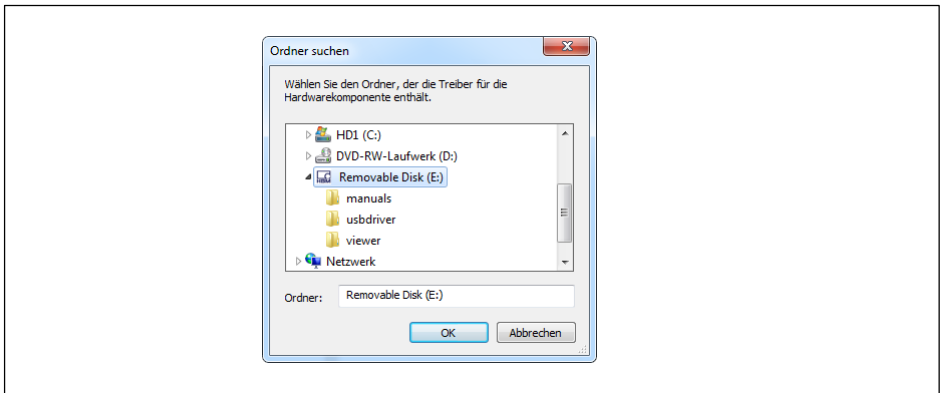 Ordner suchen
Wählen Sie den Ordner, der die Treiber für die
Hardwarekomponente enthält.
HD1 (C:)
DVD-RW-Laufwerk (D:)
Removable Disk (E:)
manuals
usbdriver
viewer
Netzwerk
Ordner: Removable Disk (E:)
OK Abbrechen